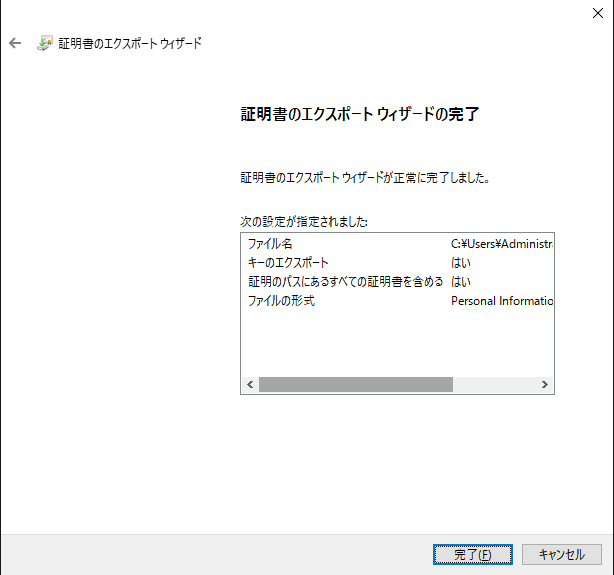 証明書のエクスポート ウィザード
証明書のエクスポート ウィザードの完了
証明書のエクスポート ウィザードが正常に完了しました。
次の設定が指定されました:
ファイル名 C:¥Users¥Administra
キーのエクスポート はい
証明のパスにあるすべての証明書を含める はい
ファイルの形式 Personal Informatio
完了(F) キャンセル